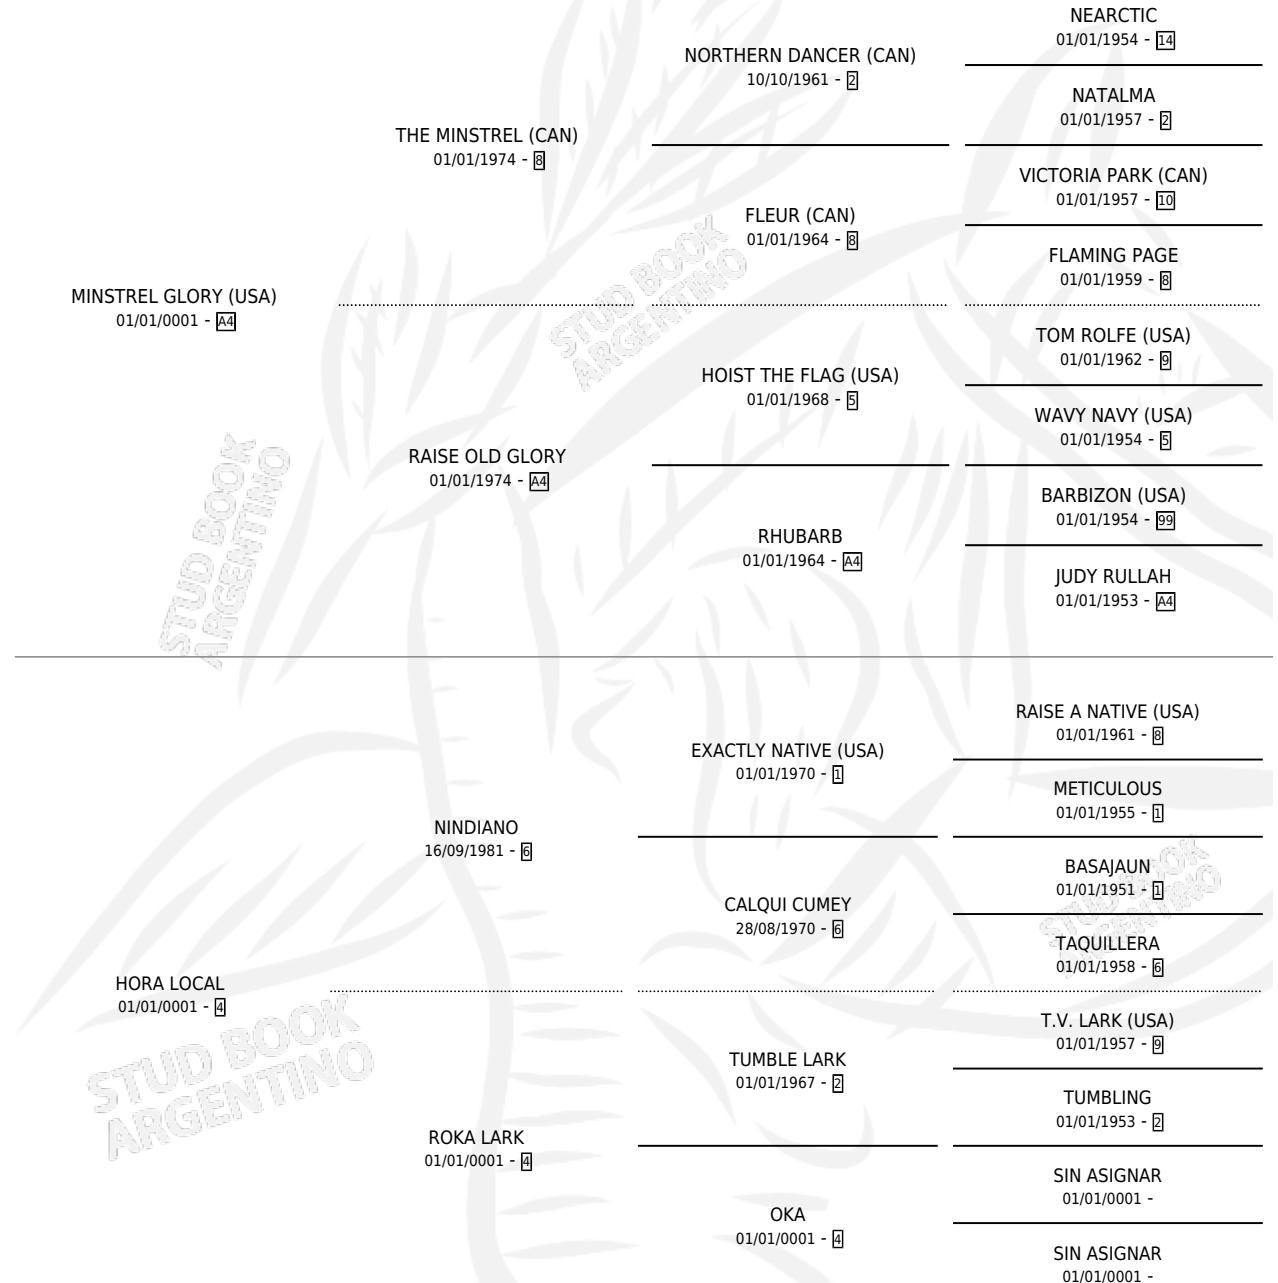 NEARCTIC
01/01/1954 - 14
NORTHERN DANCER (CAN)
10/10/1961 - 2
NATALMA
01/01/1957 - 2
THE MINSTREL (CAN)
01/01/1974 - 8
VICTORIA PARK (CAN)
01/01/1957 - 10
FLEUR (CAN)
01/01/1964 - 8
FLAMING PAGE
01/01/1959 - 8
MINSTREL GLORY (USA)
01/01/0001 - A4
TOM ROLFE (USA)
01/01/1962 - 9
HOIST THE FLAG (USA)
01/01/1968 - 5
WAVY NAVY (USA)
01/01/1954 - 5
RAISE OLD GLORY
01/01/1974 - A4
BARBIZON (USA)
01/01/1954 - 99
RHUBARB
01/01/1964 - A4
JUDY RULLAH
01/01/1953 - A4
RAISE A NATIVE (USA)
01/01/1961 - 8
EXACTLY NATIVE (USA)
01/01/1970 - 1
METICULOUS
01/01/1955 - 1
NINDIANO
16/09/1981 - 6
BASAJAUN
01/01/1951 - 1
CALQUI CUMEY
28/08/1970 - 6
TAQUILLERA
01/01/1958 - 6
HORA LOCAL
01/01/0001 - 4
T.V. LARK (USA)
01/01/1957 - 9
TUMBLE LARK
01/01/1967 - 2
TUMBLING
01/01/1953 - 2
ROKA LARK
01/01/0001 - 4
SIN ASIGNAR
01/01/0001 -
OKA
01/01/0001 - 4
SIN ASIGNAR
01/01/0001 -
STUD BOOK
ARGENTINO
STUD BOOK
ARGENTINO
STUD BOOK
ARGENTINO
STUD BOOK
ARGENTINO